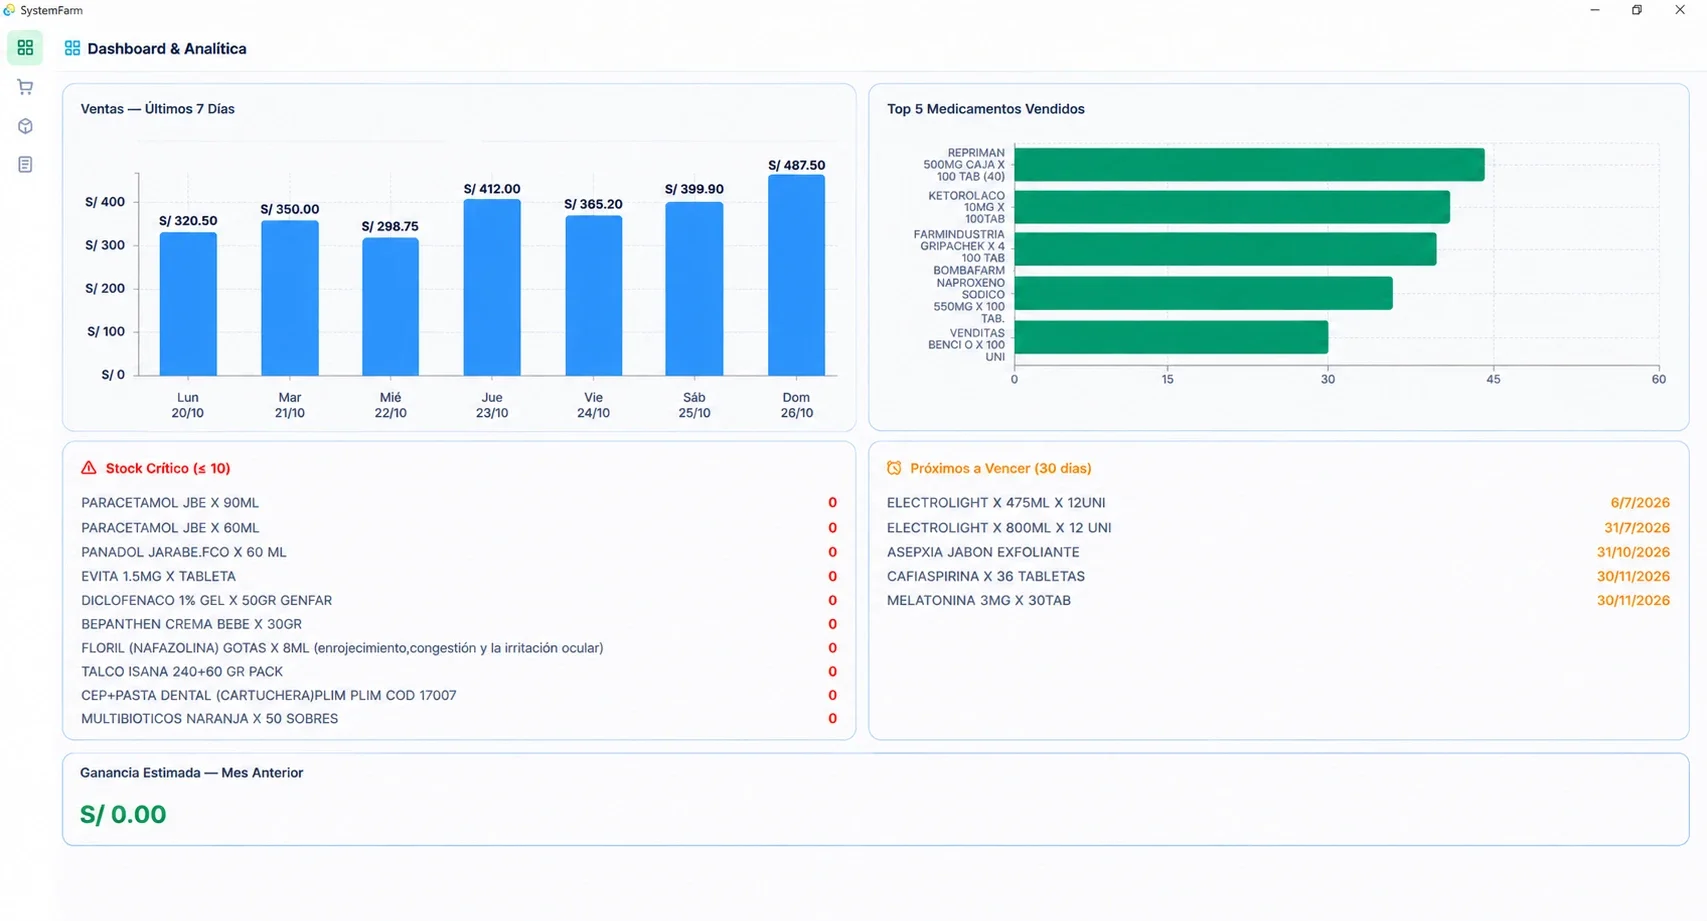 SystemFarm
Dashboard & Analítica
Ventas — Últimos 7 Días
S/ 400
S/ 300
S/ 200
S/ 100
S/ 0
S/ 320.50
S/ 350.00
S/ 298.75
S/ 412.00
S/ 365.20
S/ 399.90
S/ 487.50
Lun
20/10
Mar
21/10
Mié
22/10
Jue
23/10
Vie
24/10
Sáb
25/10
Dom
26/10
Top 5 Medicamentos Vendidos
REPRIMAN
500MG CAJA X
100 TAB (40)
KETOROLACO
10MG X
100TAB
FARMINDUSTRIA
GRIPACHEK X 4
100 TAB
BOMBAFARM
NAPROXENO
SODICO
550MG X 100
TAB.
VENDITAS
BENCI O X 100
UNI
0
15
30
45
60
Stock Crítico (≤ 10)
PARACETAMOL JBE X 90ML 0
PARACETAMOL JBE X 60ML 0
PANADOL JARABE.FCO X 60 ML 0
EVITA 1.5MG X TABLETA 0
DICLOFENACO 1% GEL X 50GR GENFAR 0
BEPANTHEN CREMA BEBE X 30GR 0
FLORIL (NAFAZOLINA) GOTAS X 8ML (enrojecimiento,congestión y la irritación ocular) 0
TALCO ISANA 240+60 GR PACK 0
CEP+PASTA DENTAL (CARTUCHERA)PLIM PLIM COD 17007 0
MULTIBIOTICOS NARANJA X 50 SOBRES 0
Próximos a Vencer (30 días)
ELECTROLIGHT X 475ML X 12UNI 6/7/2026
ELECTROLIGHT X 800ML X 12 UNI 31/7/2026
ASEPXIA JABON EXFOLIANTE 31/10/2026
CAFIASPIRINA X 36 TABLETAS 30/11/2026
MELATONINA 3MG X 30TAB 30/11/2026
Ganancia Estimada — Mes Anterior
S/ 0.00